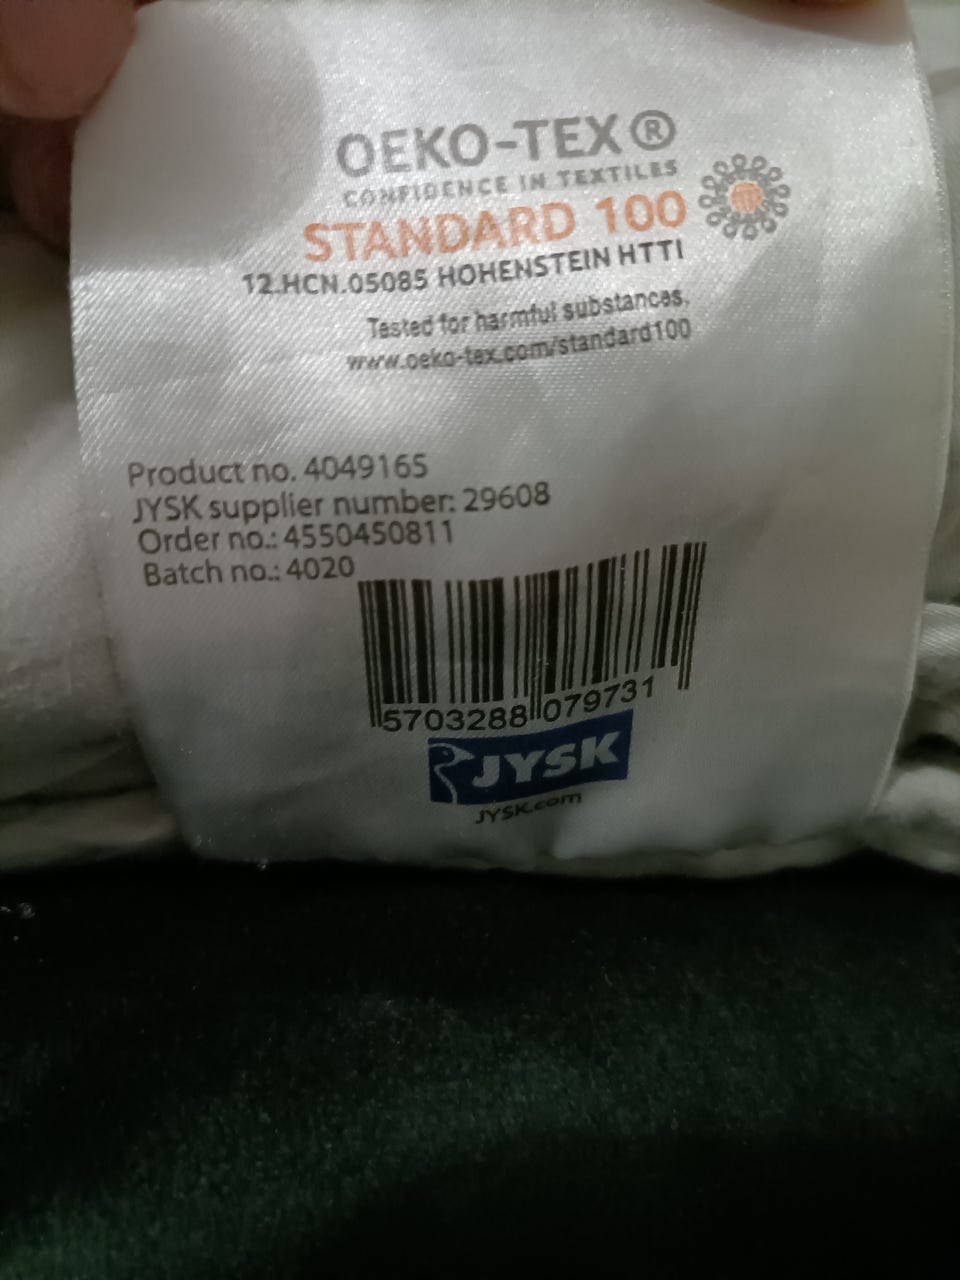 OEKO-TEX®
CONFIDENCE IN TEXTILES
STANDARD 100
12.HCN.05085 HOHENSTEIN HTTI
Tested for harmful substances.
www.oeko-tex.com/standard100
Product no. 4049165
JYSK supplier number: 29608
Order no.: 4550450811
Batch no.: 4020
5703288 079731
JYSK
JYSK.com